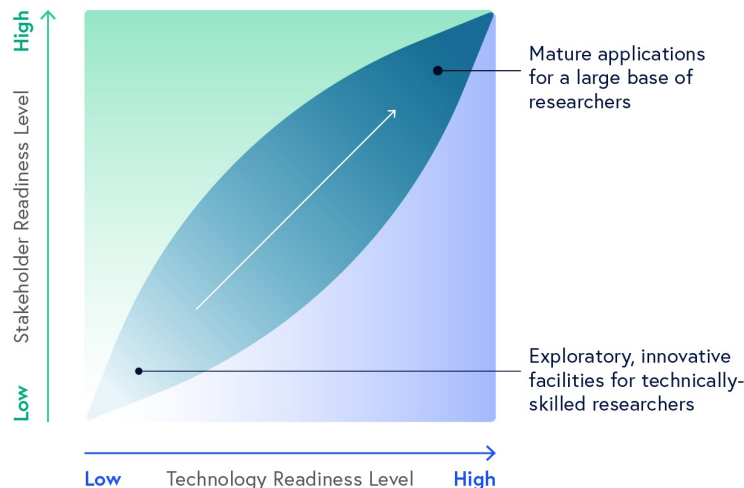 High
Stakeholder Readiness Level
Low
Mature applications
for a large base of
researchers
Exploratory, innovative
facilities for technically-
skilled researchers
Low
Technology Readiness Level
High